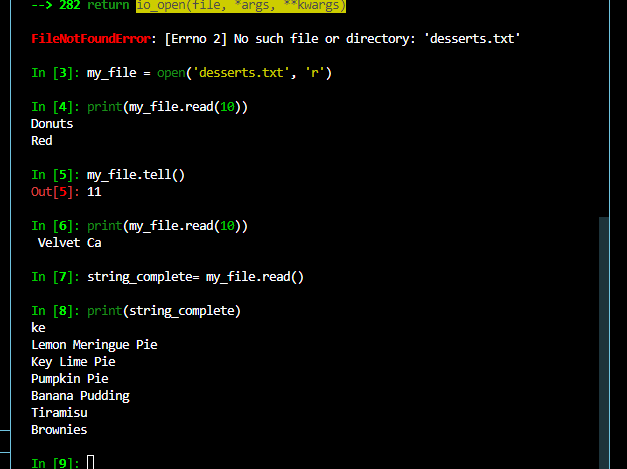 --> 282 return io_open(file, *args, **kwargs)
FileNotFoundError: [Errno 2] No such file or directory: 'desserts.txt'
In [3]: my_file = open('desserts.txt', 'r')
In [4]: print(my_file.read(10))
Donuts
Red
In [5]: my_file.tell()
Out[5]: 11
In [6]: print(my_file.read(10))
 Velvet Ca
In [7]: string_complete= my_file.read()
In [8]: print(string_complete)
ke
Lemon Meringue Pie
Key Lime Pie
Pumpkin Pie
Banana Pudding
Tiramisu
Brownies
In [9]: